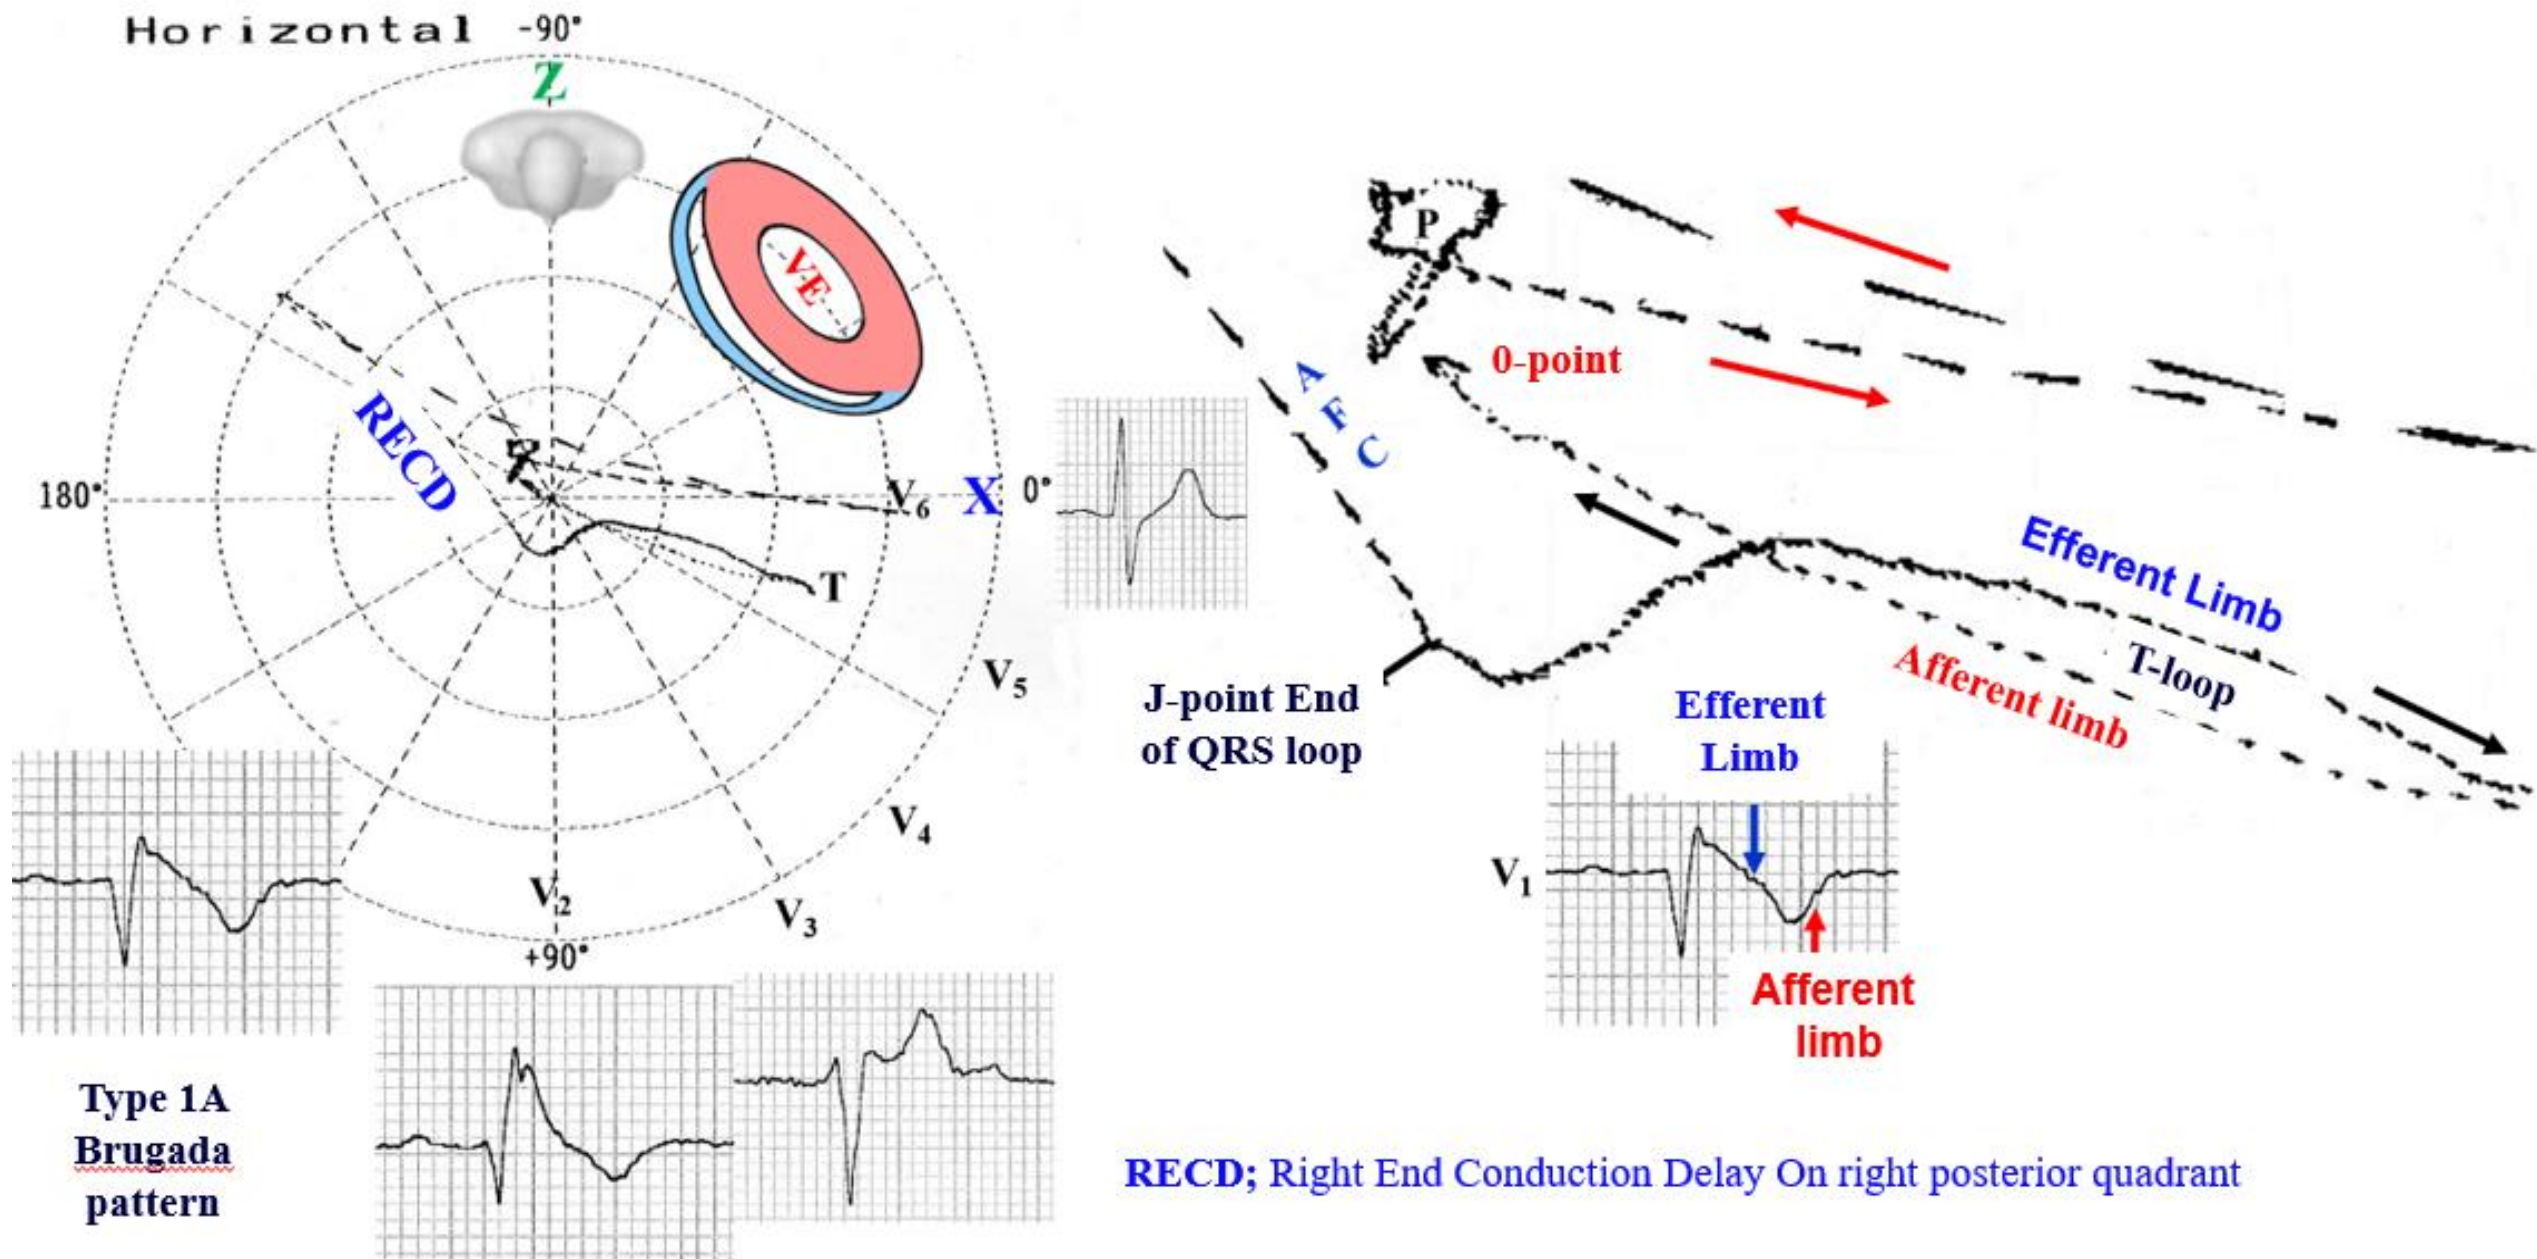 Horizontal
-90°
Z
VE
RECD
180°
X
0°
V6
T
V5
V4
V3
V2
+90°
Type 1A
Brugada
pattern
P
0-point
A
F
C
Efferent Limb
T-loop
Afferent limb
J-point End
of QRS loop
Efferent
Limb
V1
Afferent
limb
RECD; Right End Conduction Delay On right posterior quadrant